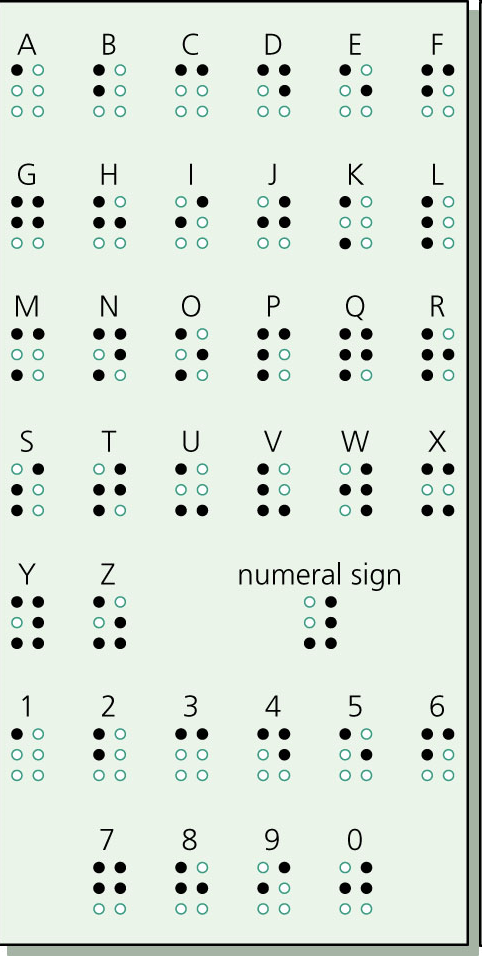 A B C D E F
G H I J K L
M N O P Q R
S T U V W X
Y Z numeral sign
1 2 3 4 5 6
7 8 9 0